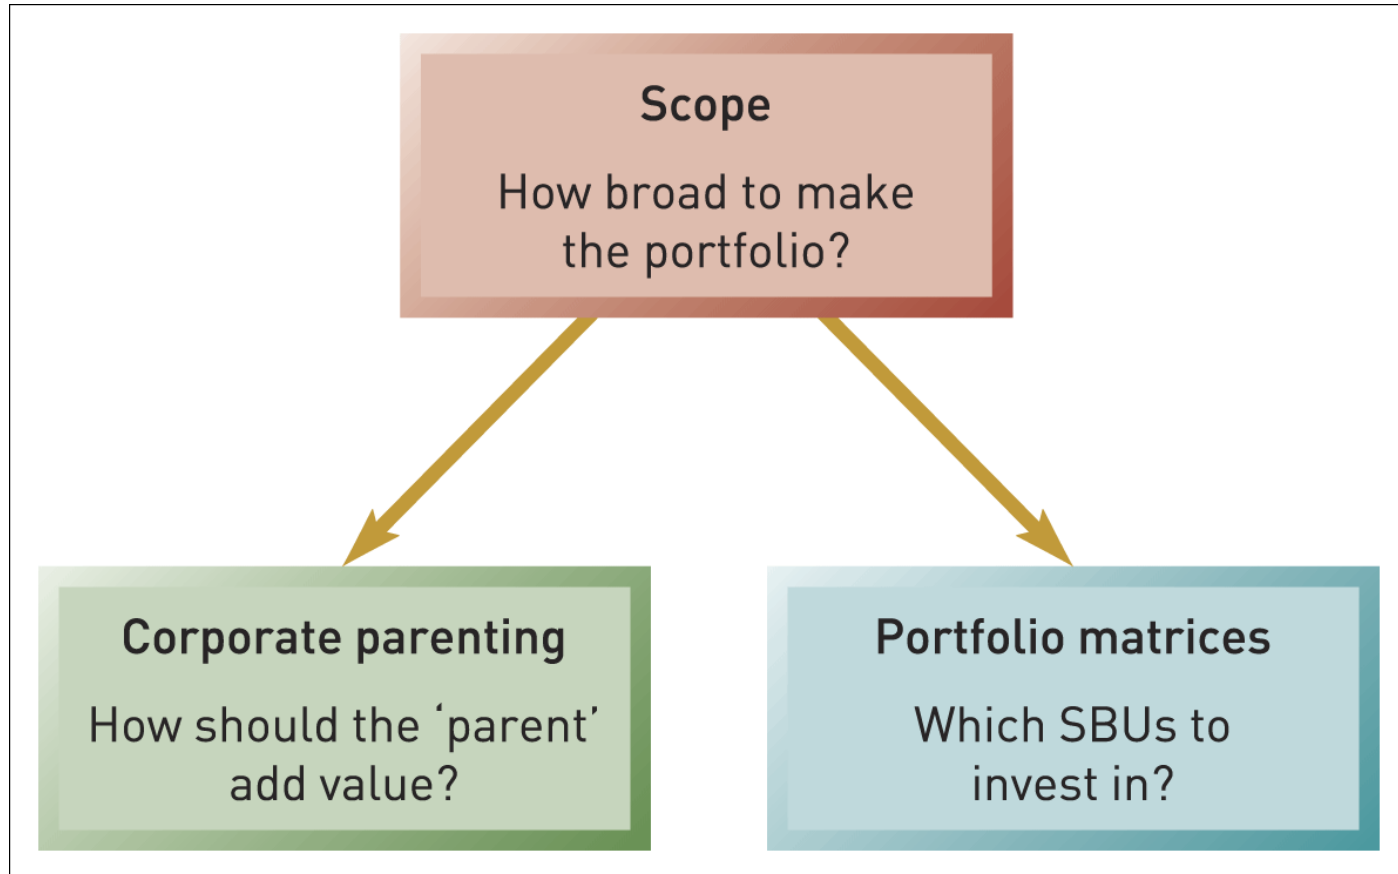 Scope
How broad to make
the portfolio?
Corporate parenting
How should the ‘parent’
add value?
Portfolio matrices
Which SBUs to
invest in?